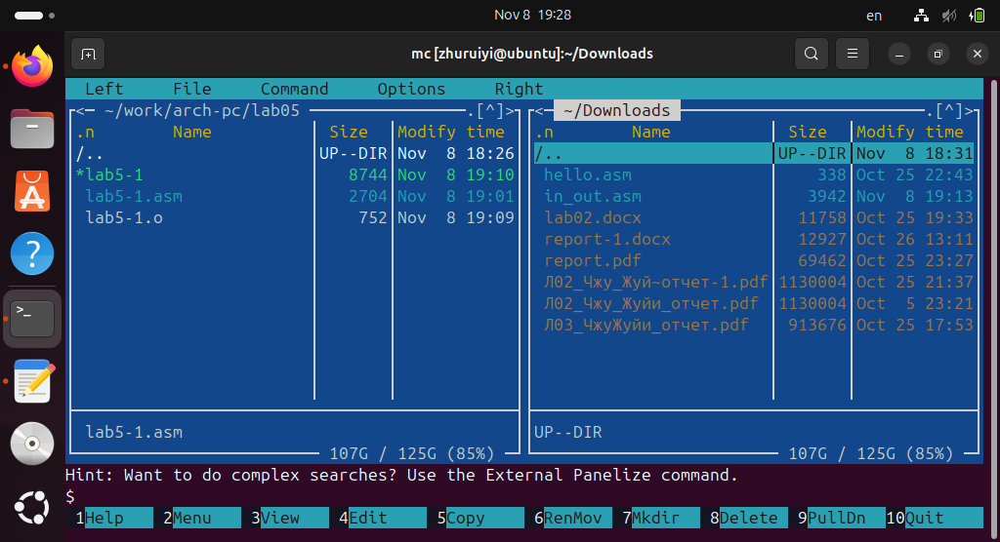 Nov 8 19:28
en
mc [zhuruiyi@ubuntu]:~/Downloads
Left File Command Options Right
<─ ~/work/arch-pc/lab05 .[^]>
.n Name Size Modify time
/.. UP--DIR Nov 8 18:26
*lab5-1 8744 Nov 8 19:10
lab5-1.asm 2704 Nov 8 19:01
lab5-1.o 752 Nov 8 19:09
lab5-1.asm
107G / 125G (85%)
<─ ~/Downloads .[^]>
.n Name Size Modify time
/.. UP--DIR Nov 8 18:31
hello.asm 338 Oct 25 22:43
in_out.asm 3942 Nov 8 19:13
lab02.docx 11758 Oct 25 19:33
report-1.docx 12927 Oct 26 13:11
report.pdf 69462 Oct 25 23:27
Л02_Чжу_Жуй~отчет-1.pdf 1130004 Oct 25 21:37
Л02_Чжу_Жуйи_отчет.pdf 1130004 Oct 5 23:21
Л03_ЧжуЖуйи_отчет.pdf 913676 Oct 25 17:53
UP--DIR
107G / 125G (85%)
Hint: Want to do complex searches? Use the External Panelize command.
$
1Help 2Menu 3View 4Edit 5Copy 6RenMov 7Mkdir 8Delete 9PullDn 10Quit